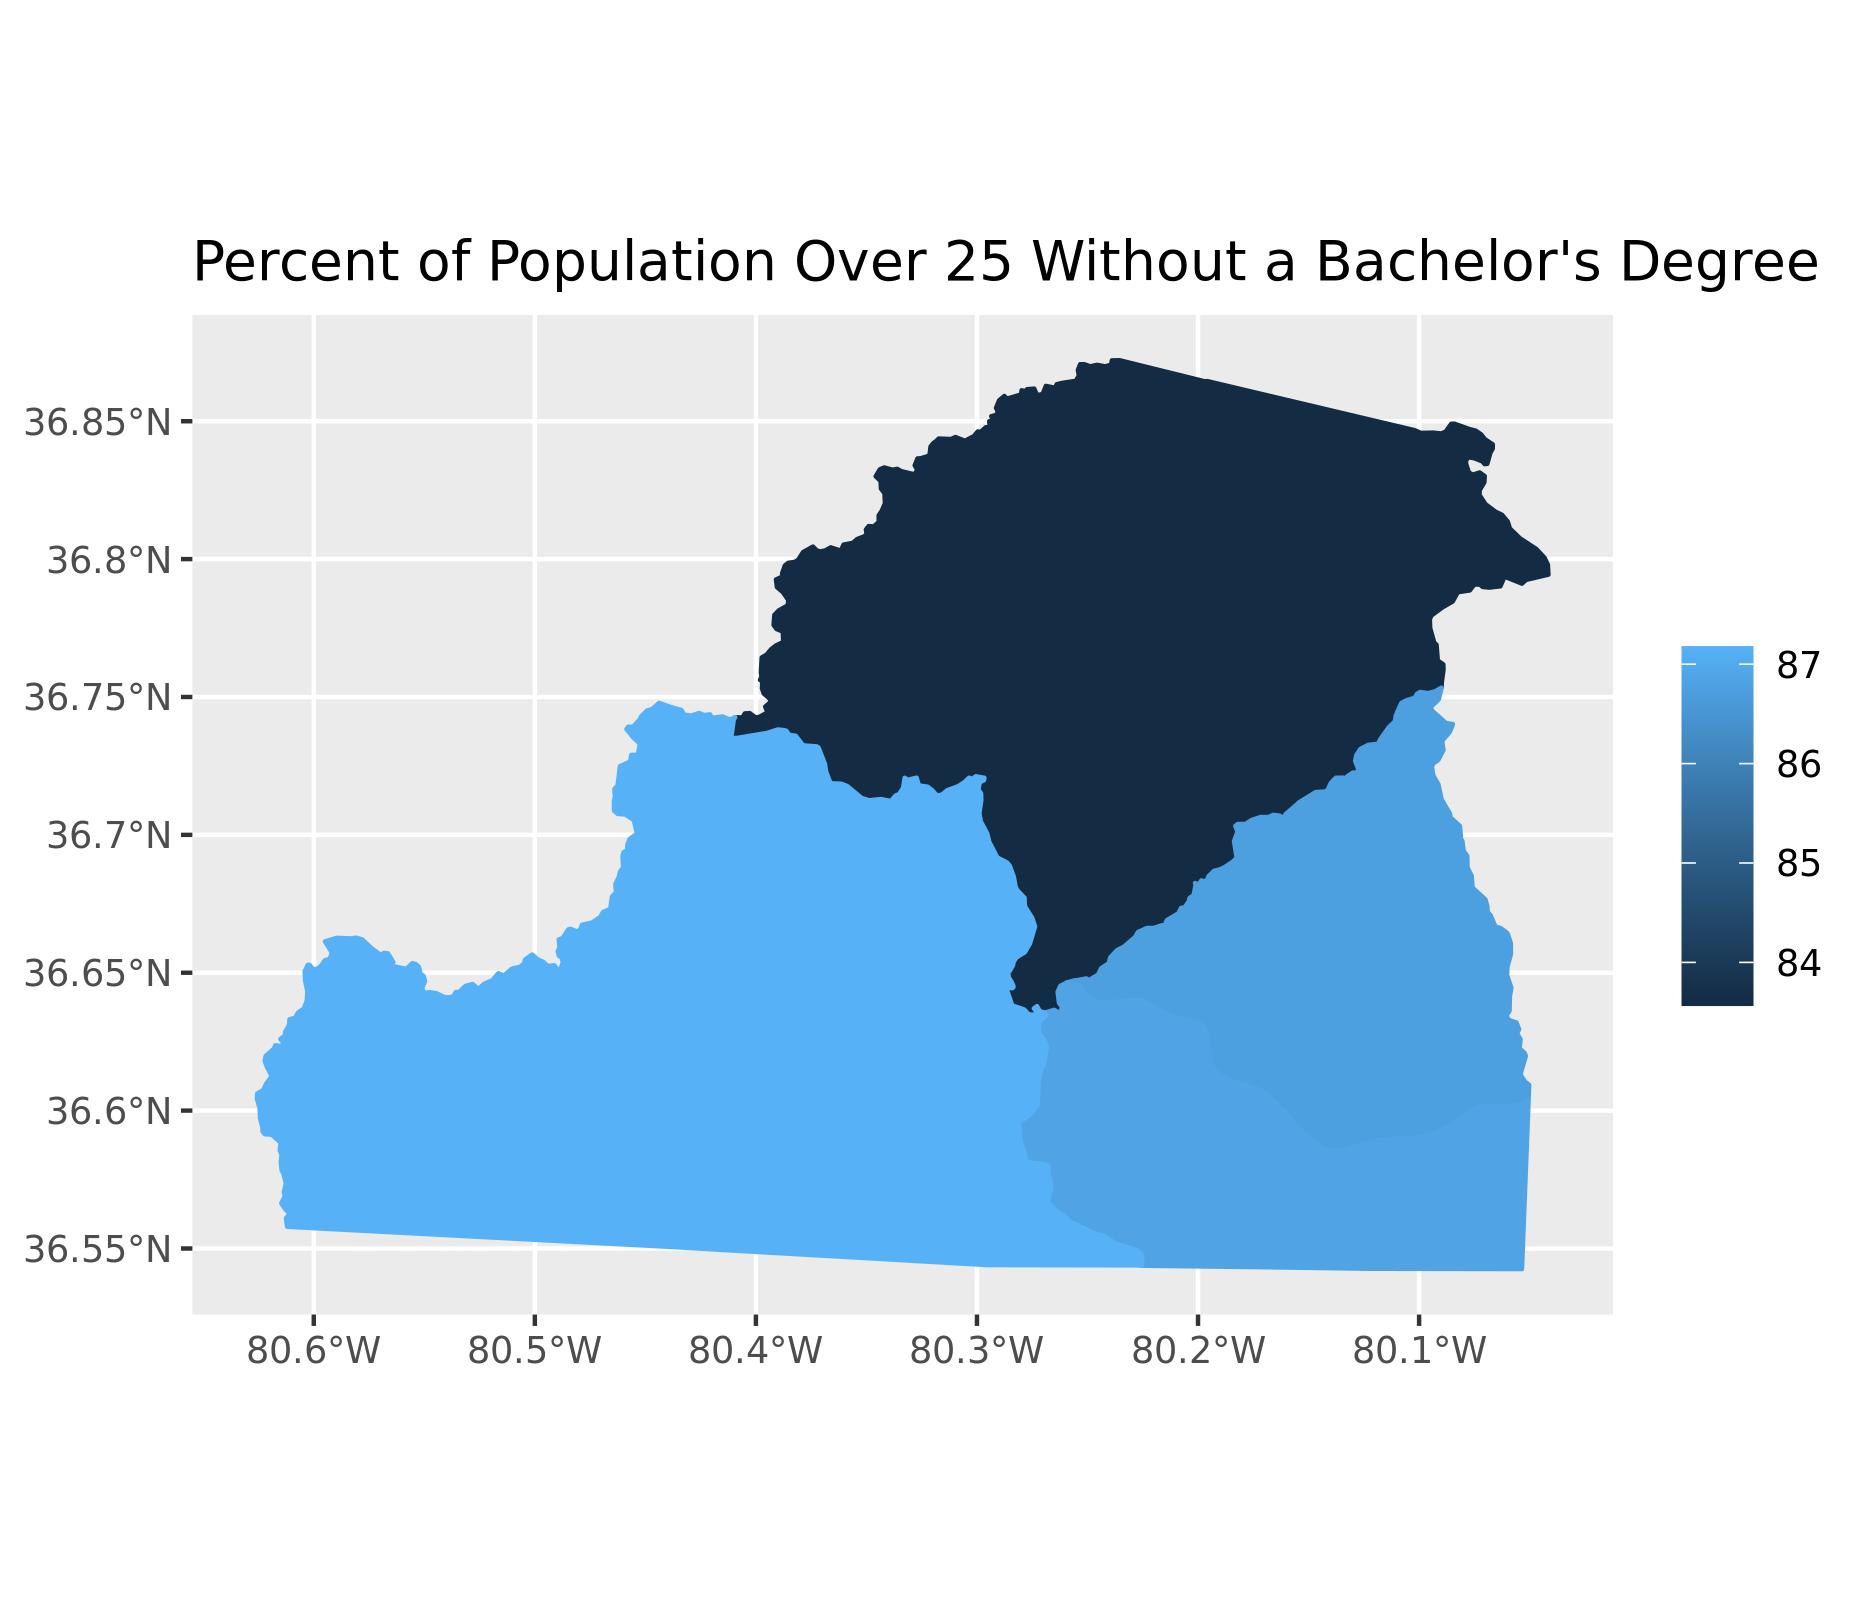 Percent of Population Over 25 Without a Bachelor's Degree
36.85°N
36.8°N
36.75°N
36.7°N
36.65°N
36.6°N
36.55°N
80.6°W 80.5°W 80.4°W 80.3°W 80.2°W 80.1°W
87
86
85
84